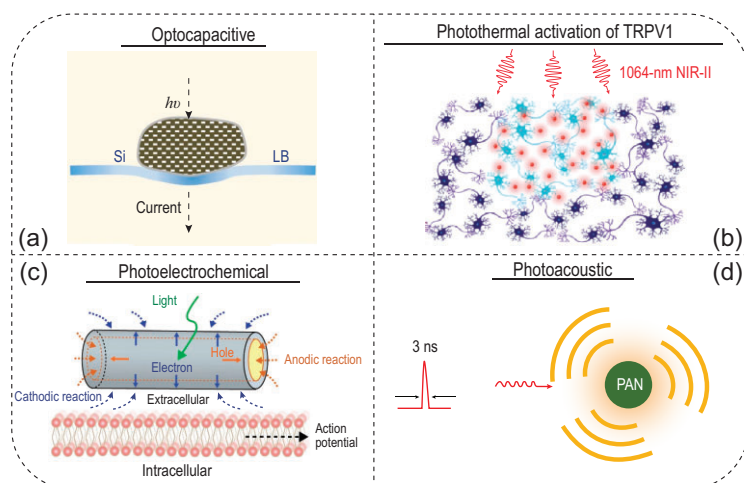 Optocapacitive
hυ
Si
LB
Current
(a)
Photothermal activation of TRPV1
1064-nm NIR-II
(b)
(c)
Photoelectrochemical
Light
Hole
Anodic reaction
Electron
Cathodic reaction
Extracellular
Action
potential
Intracellular
Photoacoustic
(d)
3 ns
PAN